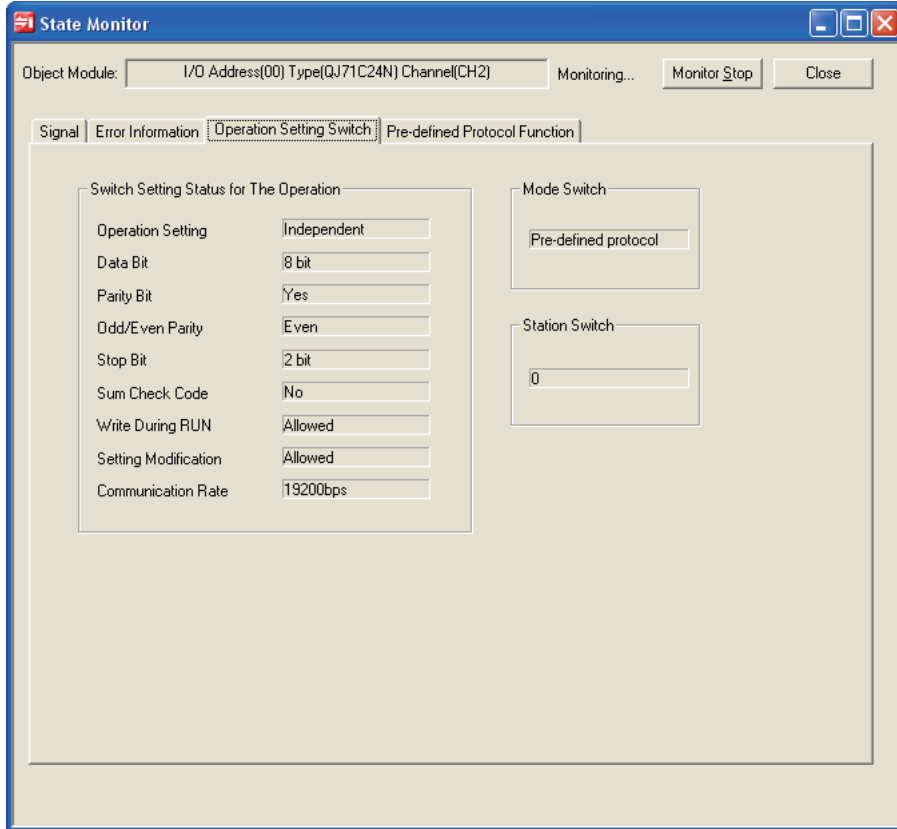 State Monitor
Object Module: I/O Address(00) Type(QJ71C24N) Channel(CH2) Monitoring... Monitor Stop Close
Signal Error Information Operation Setting Switch Pre-defined Protocol Function
Switch Setting Status for The Operation Mode Switch
Operation Setting Independent Pre-defined protocol
Data Bit 8 bit
Parity Bit Yes
Odd/Even Parity Even Station Switch
Stop Bit 2 bit
0
Sum Check Code No
Write During RUN Allowed
Setting Modification Allowed
Communication Rate 19200bps